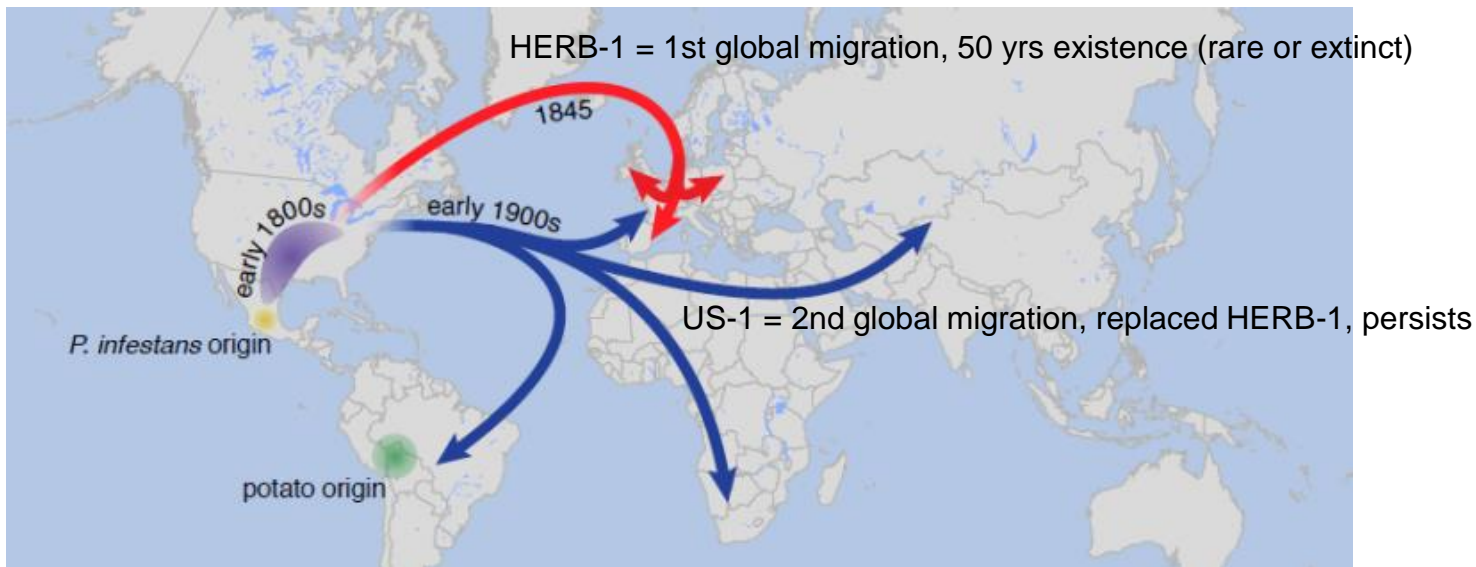 HERB-1 = 1st global migration, 50 yrs existence (rare or extinct)
1845
early 1800s
early 1900s
US-1 = 2nd global migration, replaced HERB-1, persists
P. infestans origin
potato origin